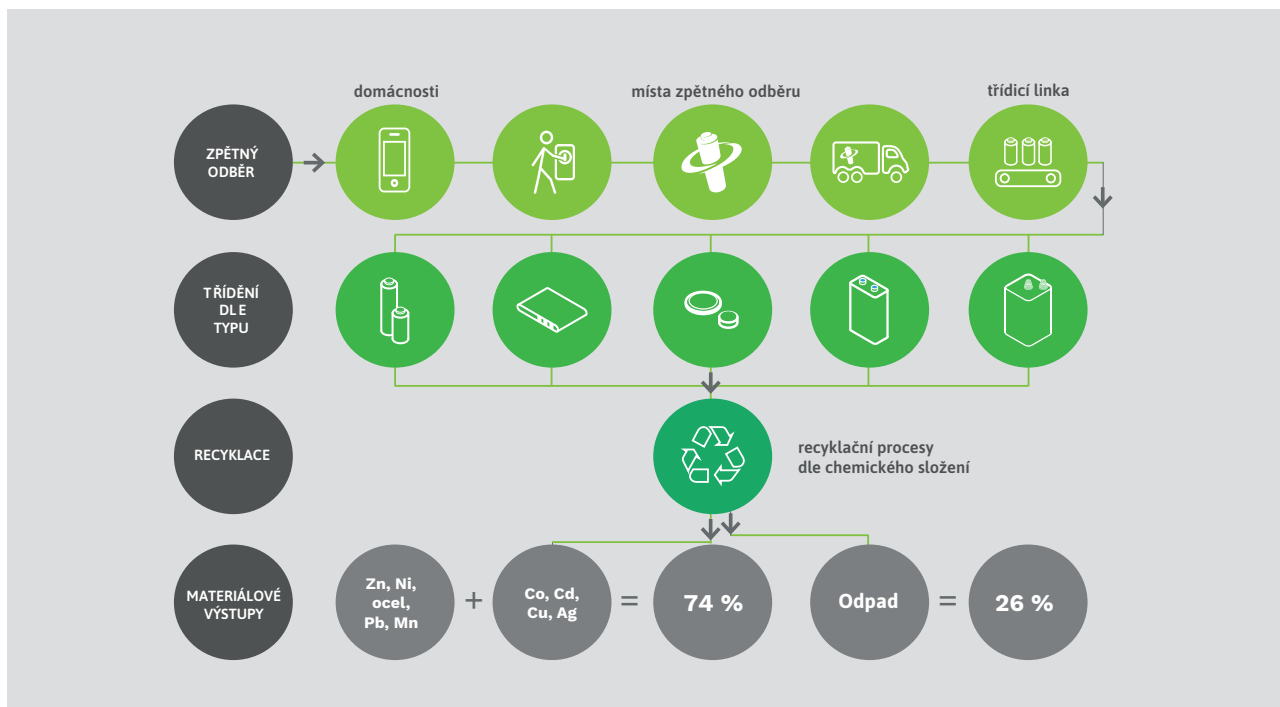 domácnosti
místa zpětného odběru
třídicí linka
ZPĚTNÝ
ODBĚR
TŘÍDĚNÍ
DLE
TYPU
RECYKLACE
recyklační procesy
dle chemického složení
MATERIÁLOVÉ
VÝSTUPY
Zn, Ni,
ocel,
Pb, Mn
+
Co, Cd,
Cu, Ag
=
74 %
Odpad
=
26 %